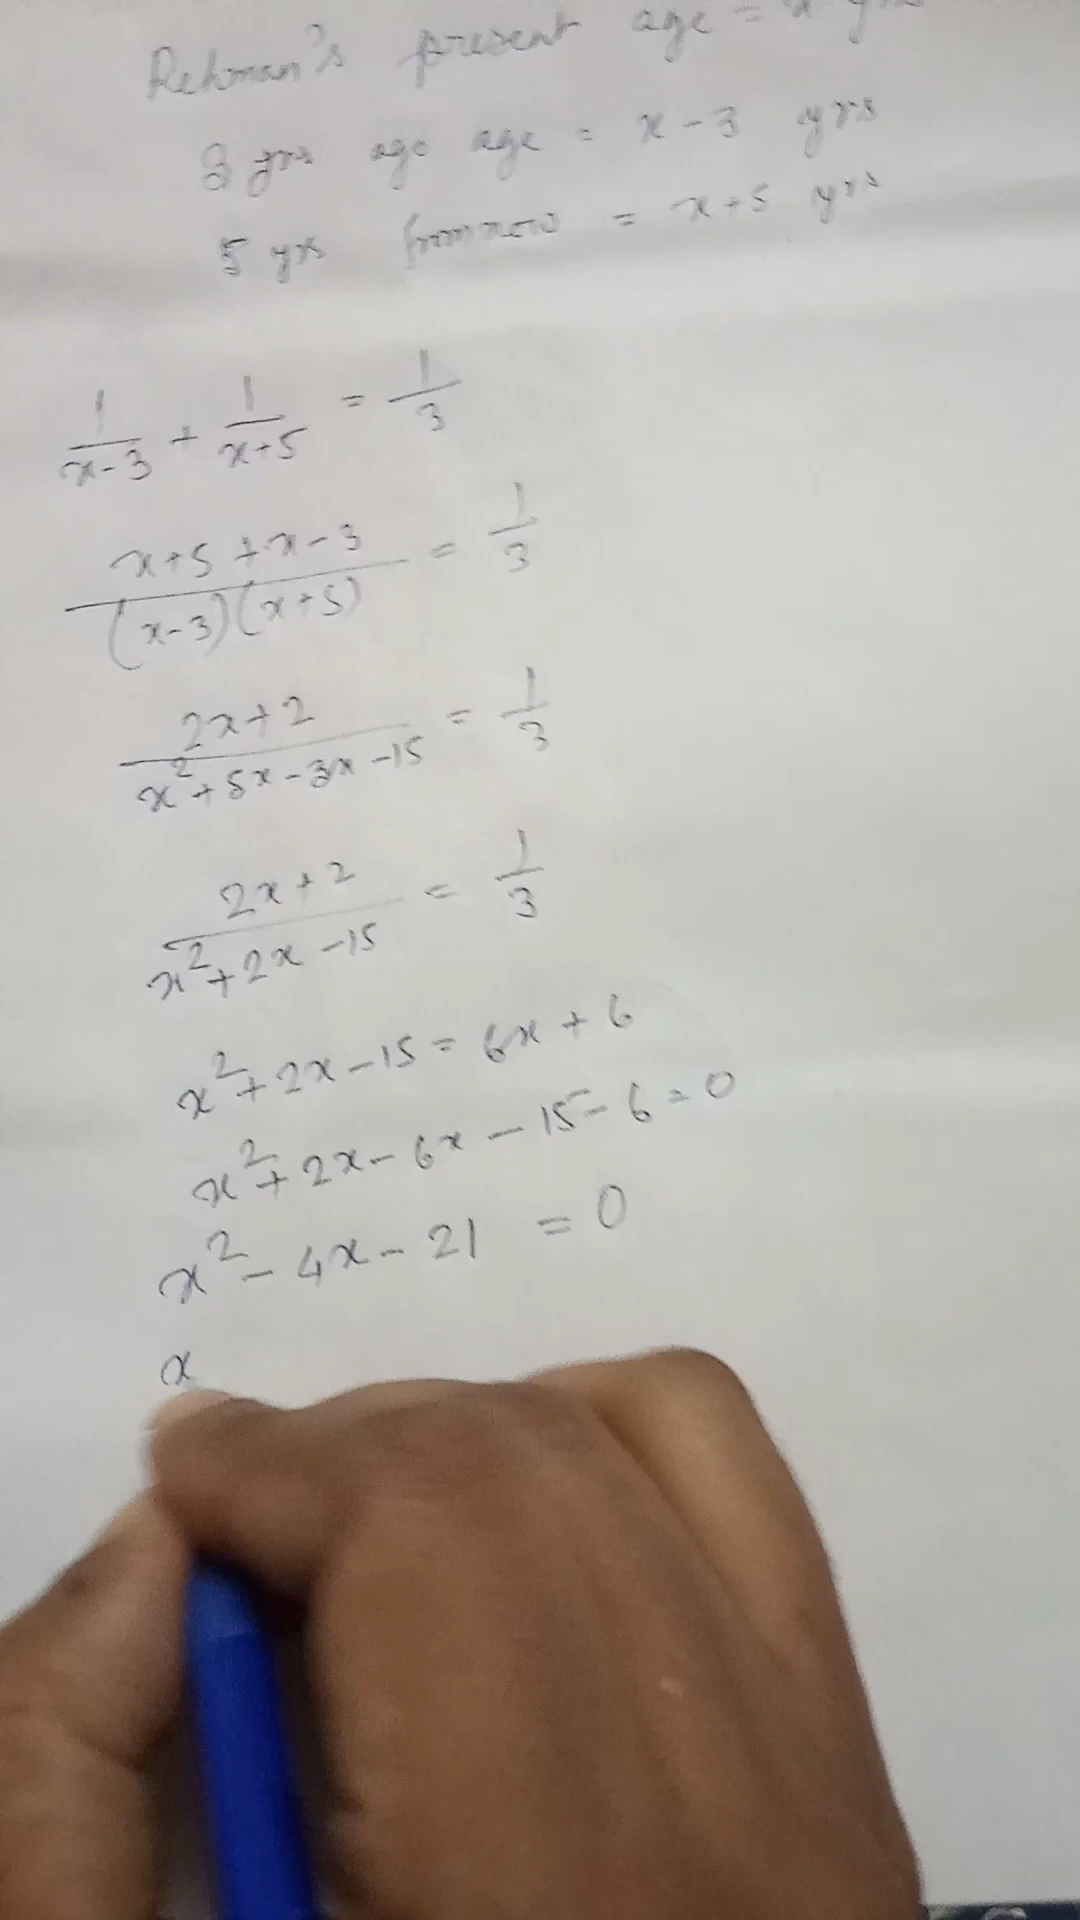 Rehman's present age = x
3 yrs ago age = x - 3 yrs
5 yrs from now = x + 5 yrs
1/(x-3) + 1/(x+5) = 1/3
(x+5+x-3)/((x-3)(x+5)) = 1/3
(2x+2)/(x²+5x-3x-15) = 1/3
(2x+2)/(x²+2x-15) = 1/3
x²+2x-15 = 6x+6
x²+2x-6x-15-6=0
x²-4x-21 = 0
x